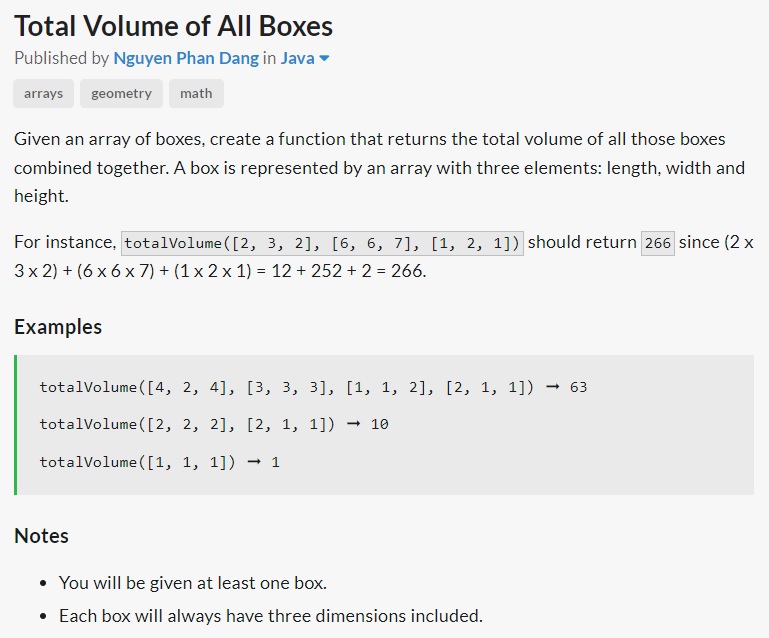 Total Volume of All Boxes
Published by Nguyen Phan Dang in Java
arrays geometry math
Given an array of boxes, create a function that returns the total volume of all those boxes
combined together. A box is represented by an array with three elements: length, width and
height.
For instance, totalVolume([2, 3, 2], [6, 6, 7], [1, 2, 1]) should return 266 since (2 x
3 x 2) + (6 x 6 x 7) + (1 x 2 x 1) = 12 + 252 + 2 = 266.
Examples
totalVolume([4, 2, 4], [3, 3, 3], [1, 1, 2], [2, 1, 1]) ➞ 63
totalVolume([2, 2, 2], [2, 1, 1]) ➞ 10
totalVolume([1, 1, 1]) ➞ 1
Notes
• You will be given at least one box.
• Each box will always have three dimensions included.